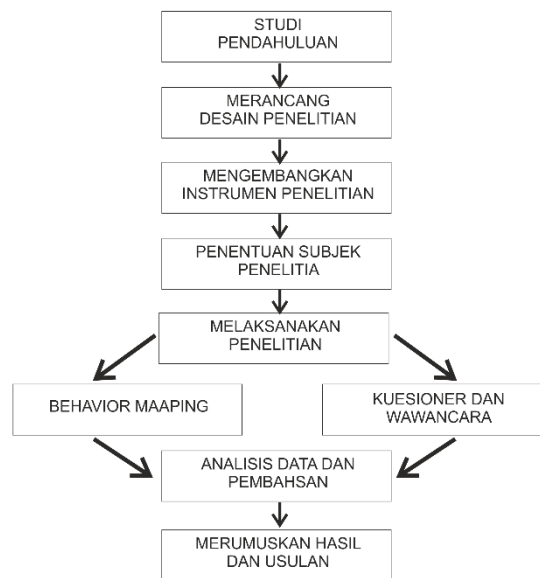 STUDI
PENDAHULUAN
MERANCANG
DESAIN PENELITIAN
MENGEMBANGKAN
INSTRUMEN PENELITIAN
PENENTUAN SUBJEK
PENELITIA
MELAKSANAKAN
PENELITIAN
BEHAVIOR MAAPING
KUESIONER DAN
WAWANCARA
ANALISIS DATA DAN
PEMBAHSAN
MERUMUSKAN HASIL
DAN USULAN